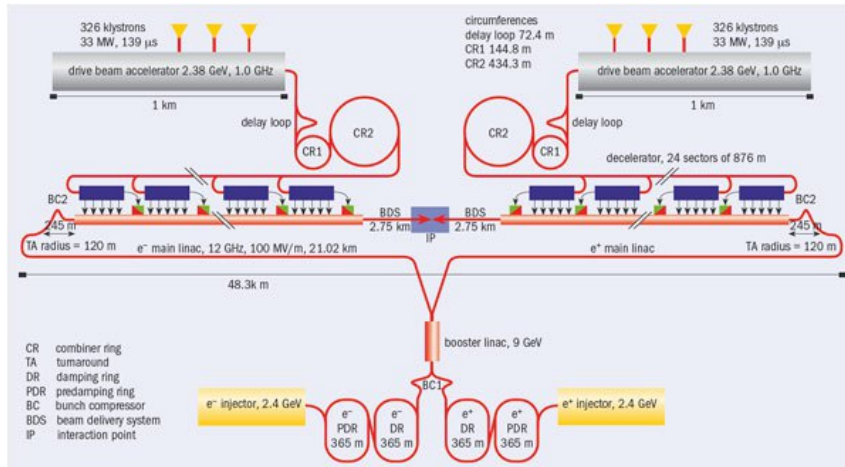 326 klystrons
33 MW, 139 μs
circumferences
delay loop 72.4 m
CR1 144.8 m
CR2 434.3 m
326 klystrons
33 MW, 139 μs
drive beam accelerator 2.38 GeV, 1.0 GHz
drive beam accelerator 2.38 GeV, 1.0 GHz
1 km
1 km
delay loop
CR1
CR2
CR2
CR1
delay loop
decelerator, 24 sectors of 876 m
BC2
BC2
245 m
BDS
2.75 km
IP
BDS
2.75 km
245 m
TA radius = 120 m
e⁻ main linac, 12 GHz, 100 MV/m, 21.02 km
e⁺ main linac
TA radius = 120 m
48.3k m
booster linac, 9 GeV
BC1
CR combiner ring
TA turnaround
DR damping ring
PDR predamping ring
BC bunch compressor
BDS beam delivery system
IP interaction point
e⁻ injector, 2.4 GeV
e⁻
PDR
365 m
e⁻
DR
365 m
e⁺
DR
365 m
e⁺
PDR
365 m
e⁺ injector, 2.4 GeV